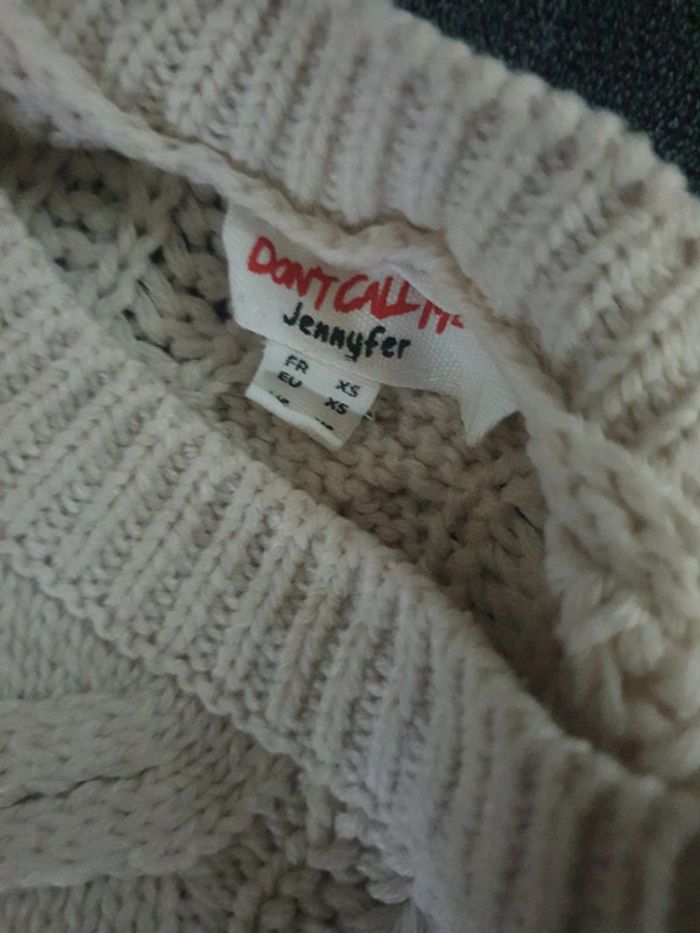 DON'T CALL ME
Jennyfer
FR XS
EU XS